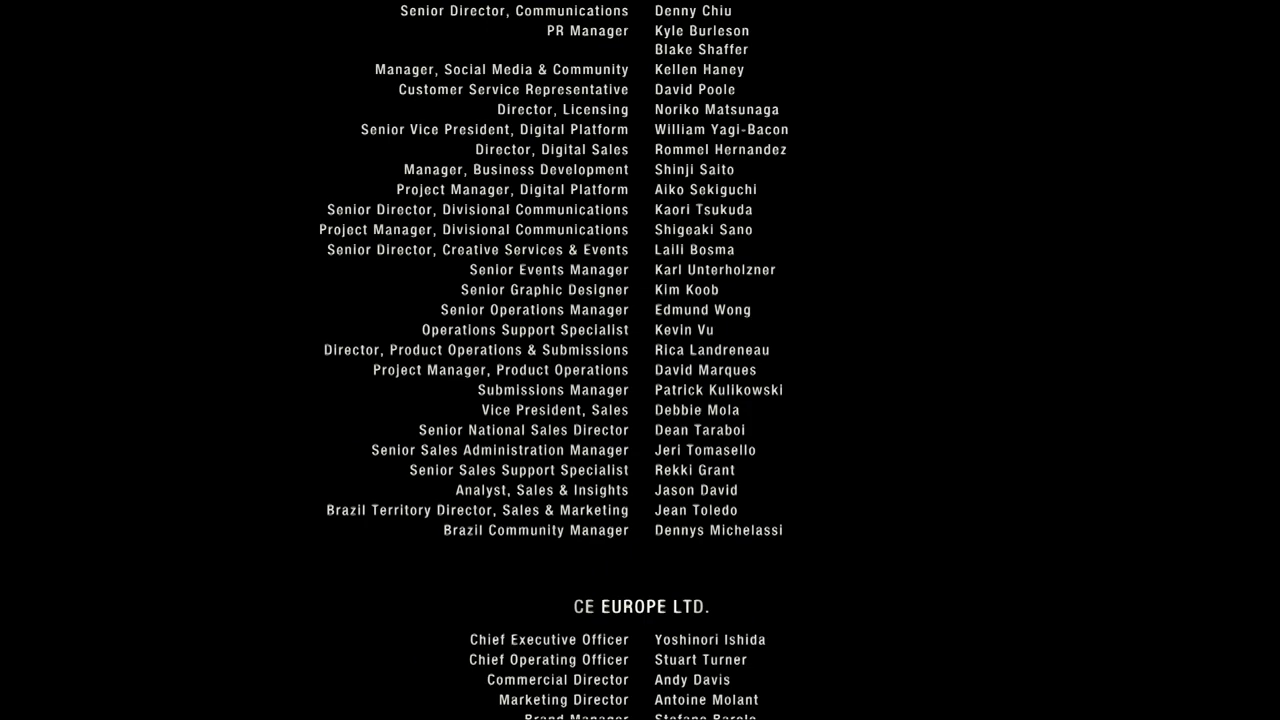 Senior Director, Communications Denny Chiu
PR Manager Kyle Burleson
Blake Shaffer
Manager, Social Media & Community Kellen Haney
Customer Service Representative David Poole
Director, Licensing Noriko Matsunaga
Senior Vice President, Digital Platform William Yagi-Bacon
Director, Digital Sales Rommel Hernandez
Manager, Business Development Shinji Saito
Project Manager, Digital Platform Aiko Sekiguchi
Senior Director, Divisional Communications Kaori Tsukuda
Project Manager, Divisional Communications Shigeaki Sano
Senior Director, Creative Services & Events Laili Bosma
Senior Events Manager Karl Unterholzner
Senior Graphic Designer Kim Koob
Senior Operations Manager Edmund Wong
Operations Support Specialist Kevin Vu
Director, Product Operations & Submissions Rica Landreneau
Project Manager, Product Operations David Marques
Submissions Manager Patrick Kulikowski
Vice President, Sales Debbie Mola
Senior National Sales Director Dean Taraboi
Senior Sales Administration Manager Jeri Tomasello
Senior Sales Support Specialist Rekki Grant
Analyst, Sales & Insights Jason David
Brazil Territory Director, Sales & Marketing Jean Toledo
Brazil Community Manager Dennys Michelassi
CE EUROPE LTD.
Chief Executive Officer Yoshinori Ishida
Chief Operating Officer Stuart Turner
Commercial Director Andy Davis
Marketing Director Antoine Molant
Brand Manager